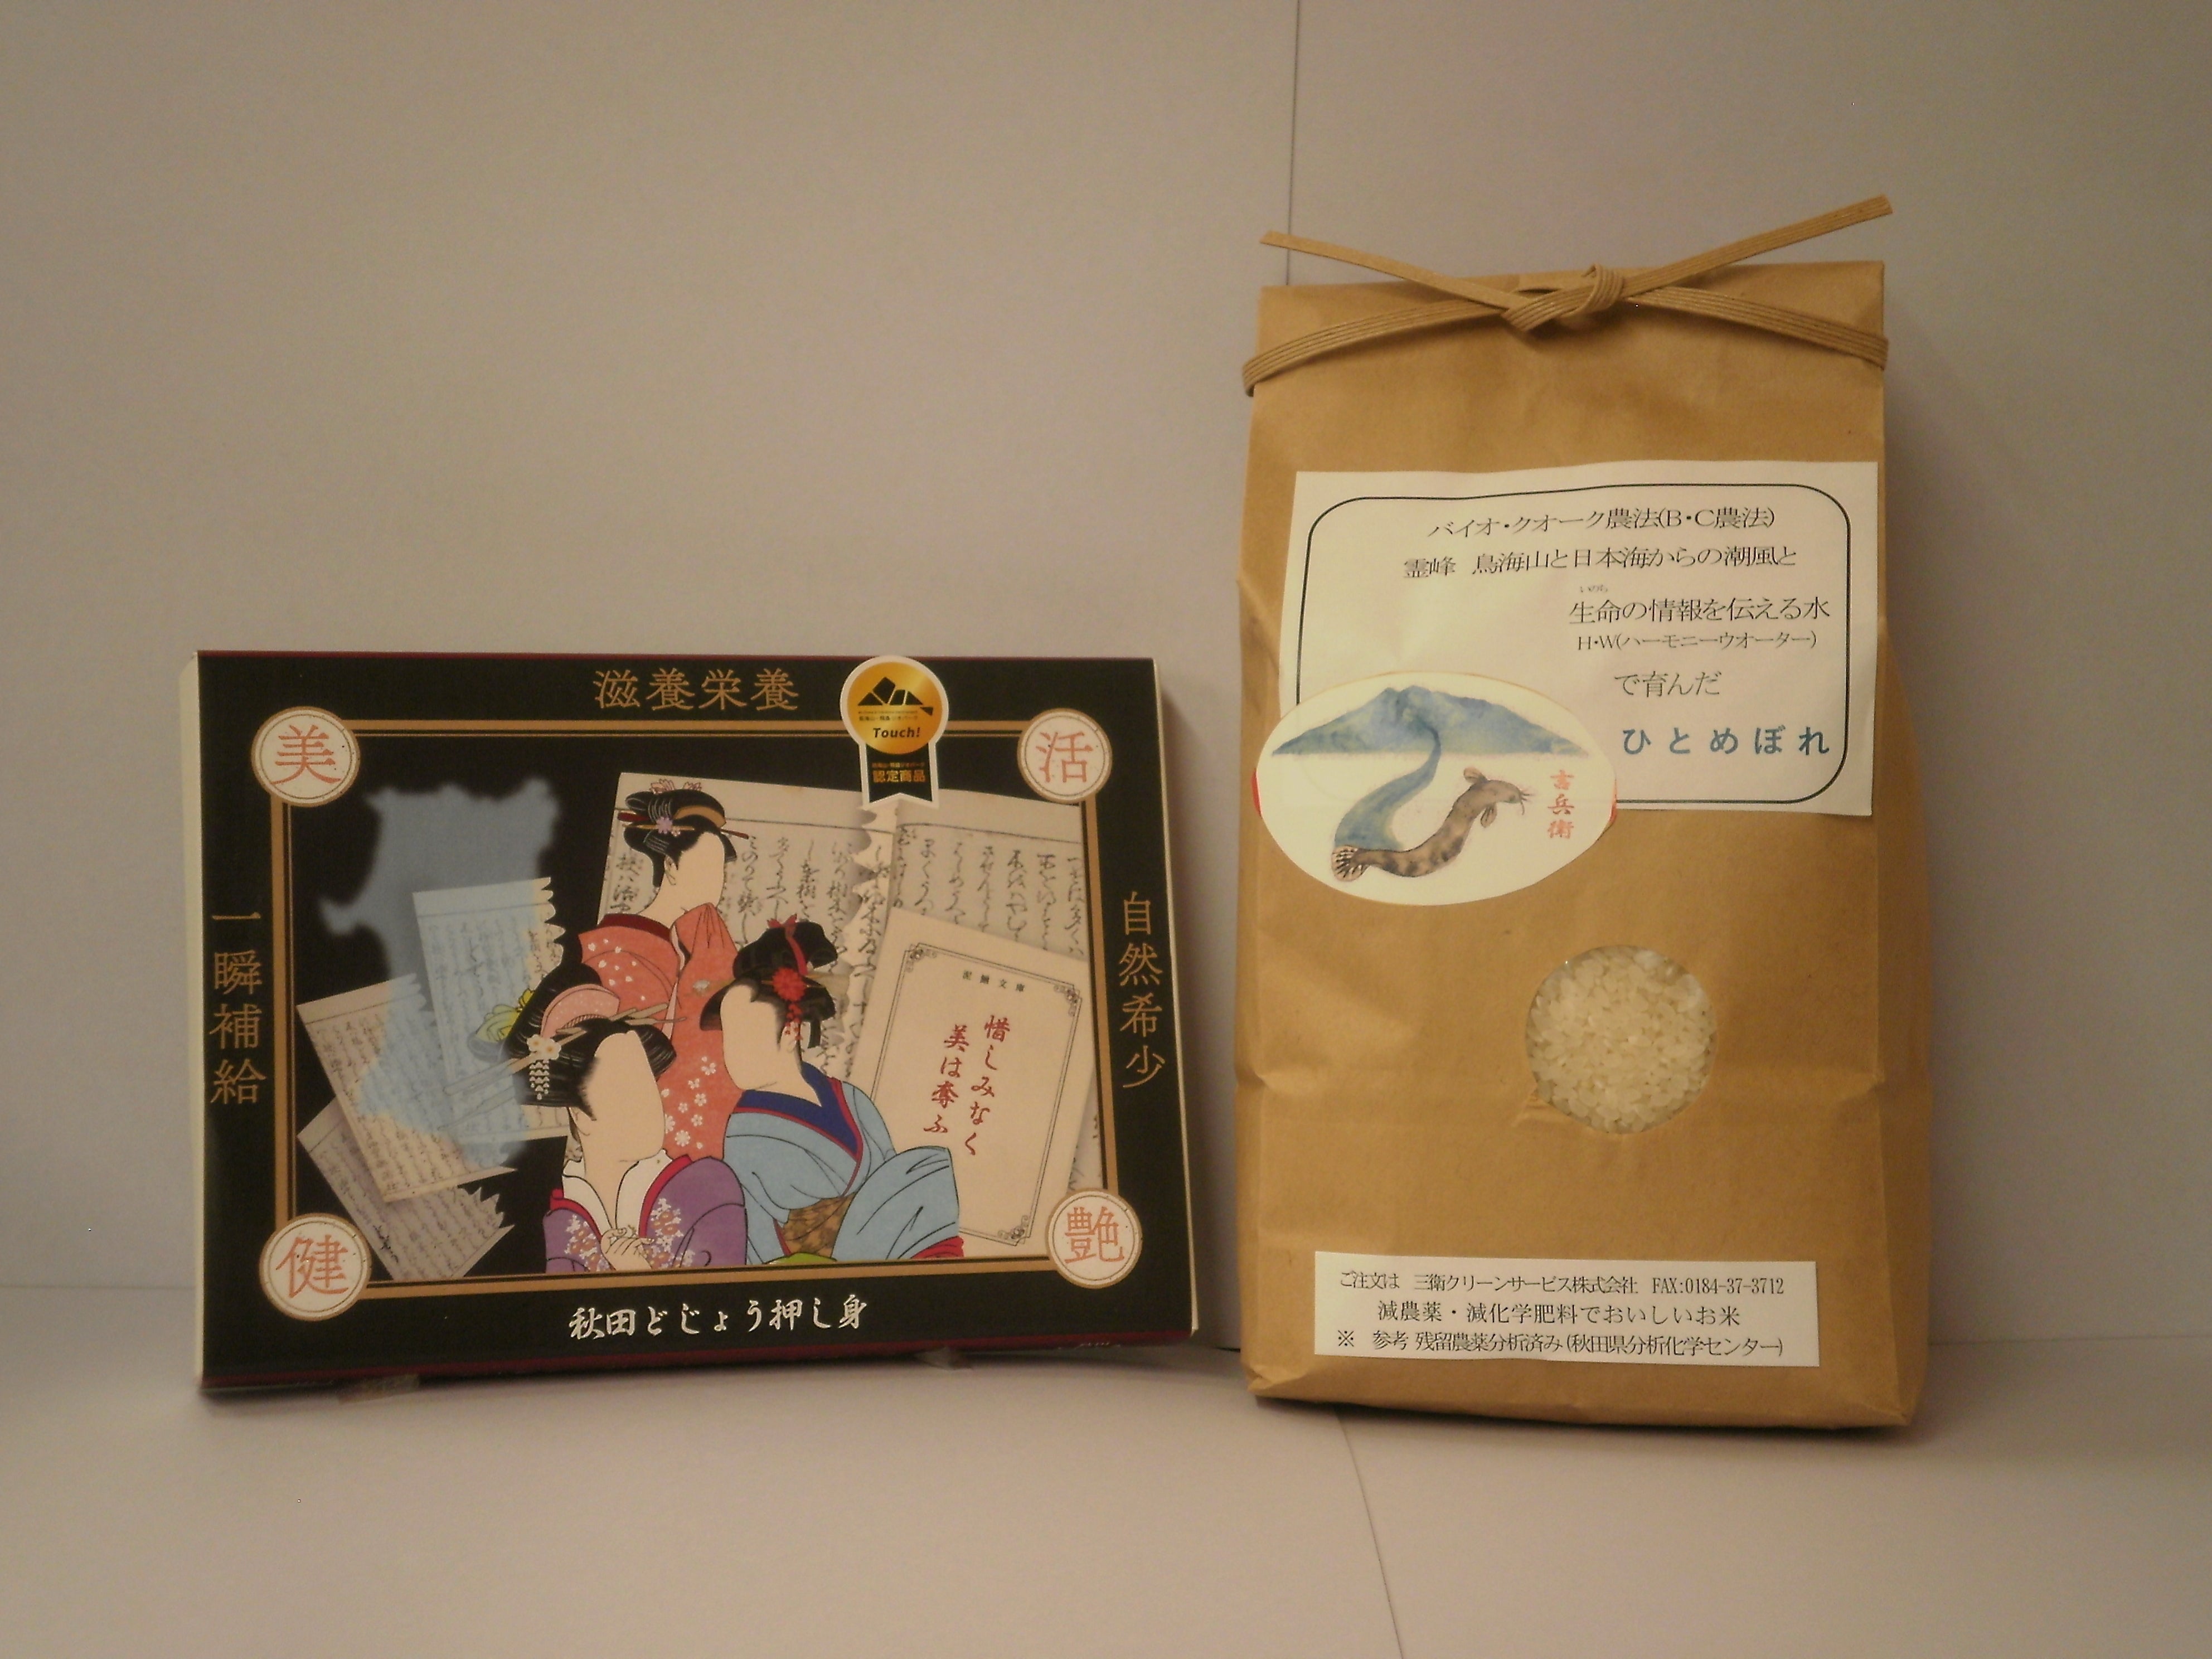 滋養栄養
美
活
Touch!
認定商品
一瞬補給
自然希少
泥鰌文庫
惜しみなく
美は奪ふ
健
艶
秋田どじょう押し身
バイオ・クオーク農法(B・C農法)
霊峰 鳥海山と日本海からの潮風と
いのち
生命の情報を伝える水
H・W(ハーモニーウオーター)
で育んだ
ひとめぼれ
吉兵衛
ご注文は 三衛クリーンサービス株式会社 FAX:0184-37-3712
減農薬・減化学肥料でおいしいお米
※ 参考 残留農薬分析済み(秋田県分析化学センター)